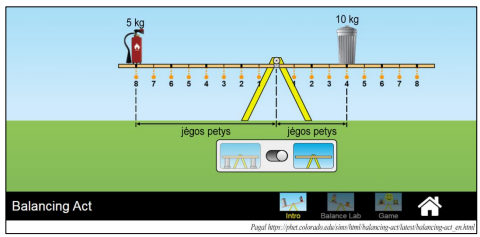 5 kg 10 kg
8 7 6 5 4 3 2 1 1 2 3 4 5 6 7 8
jėgos petys jėgos petys
Balancing Act
Intro Balance Lab Game
Pagal https://phet.colorado.edu/sims/html/balancing-act/latest/balancing-act_en.html